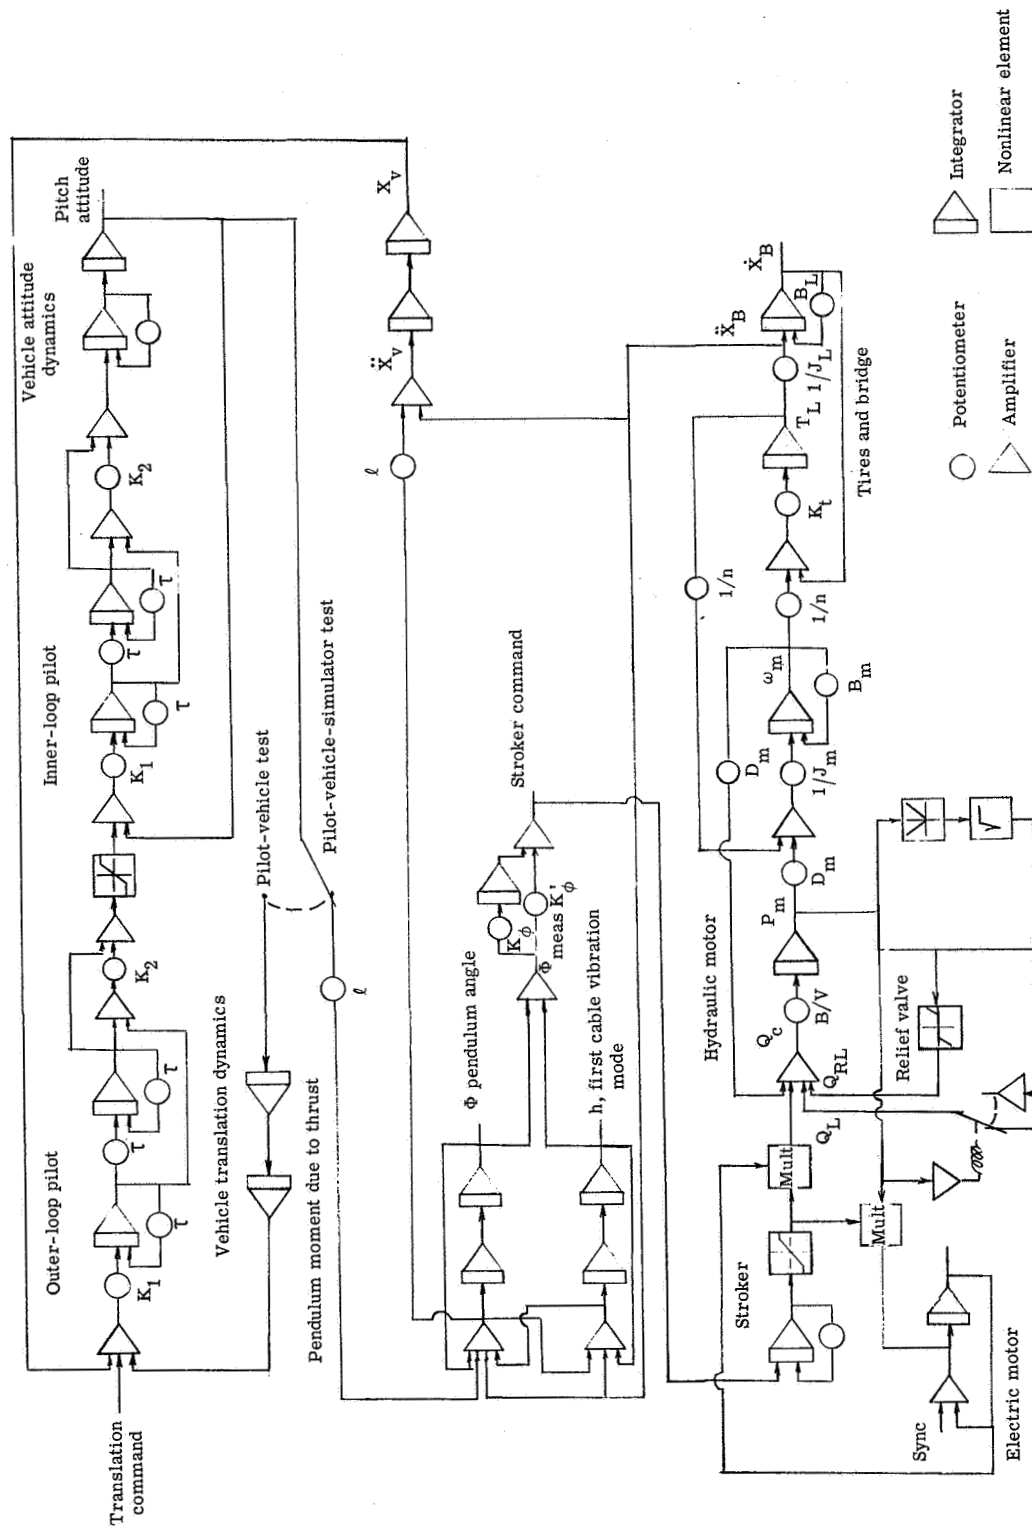 Translation
command
Outer-loop pilot
K1
τ
τ
τ
K2
Inner-loop pilot
K1
τ
τ
τ
K2
Vehicle attitude
dynamics
Pitch
attitude
Vehicle translation dynamics
Pilot-vehicle test
Pilot-vehicle-simulator test
Pendulum moment due to thrust
ℓ
ℓ
Ẍv
Xv
Φ pendulum angle
h, first cable vibration
mode
Φ
meas
Kϕ
K'ϕ
Stroker command
Stroker
Mult
Mult
Sync
Electric motor
Hydraulic motor
QL
QRL
Qc
B/V
Pm
Dm
Dm
1/Jm
ωm
Bm
Relief valve
1/n
1/n
Kt
TL
1/JL
ẌB
ẊB
BL
Tires and bridge
√
Potentiometer
Amplifier
Integrator
Nonlinear element